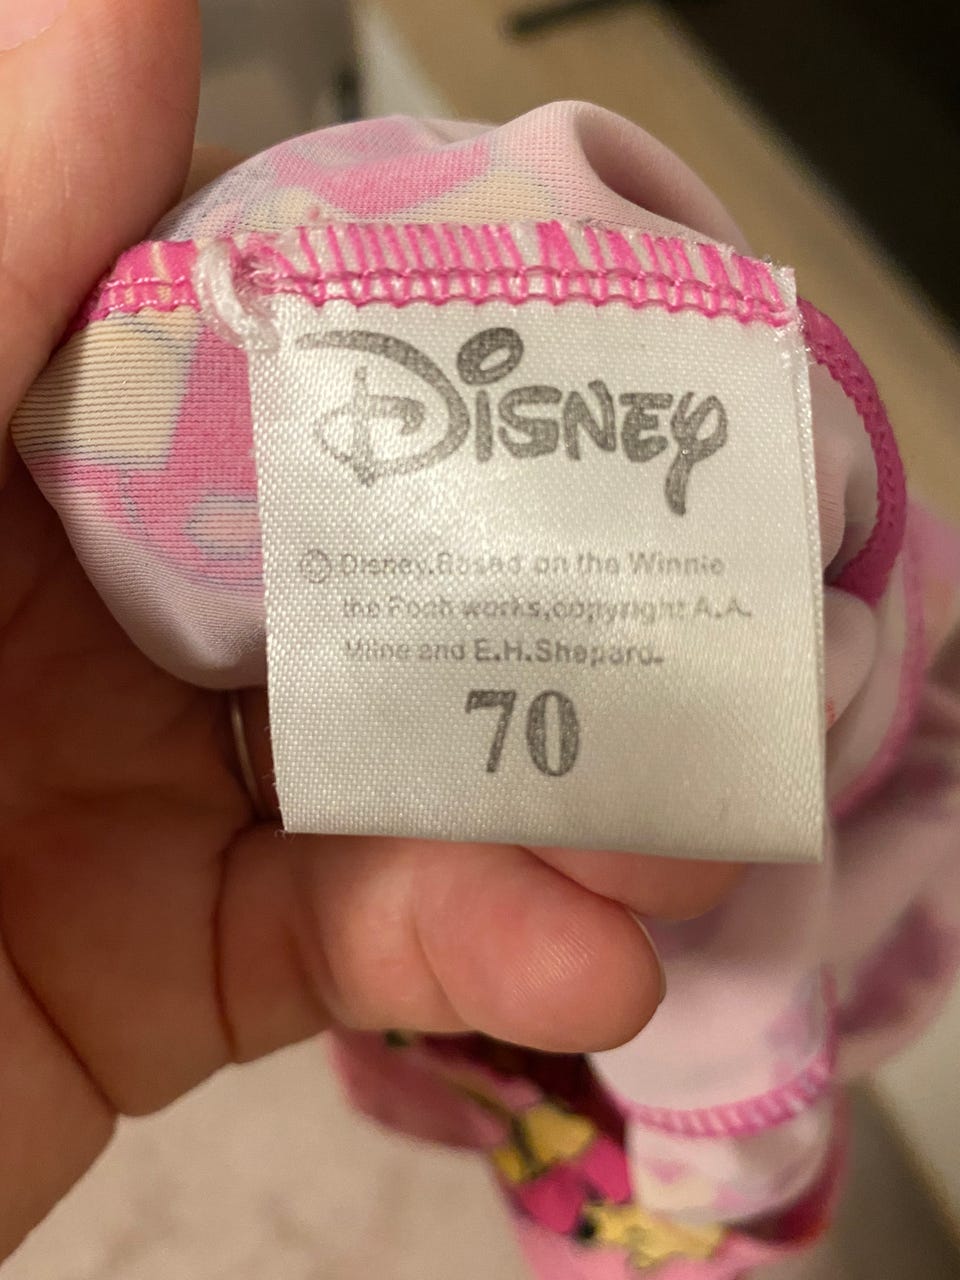 Disney
© Disney.Based on the Winnie
the Pooh works,copyright A.A.
Milne and E.H.Shepard.
70